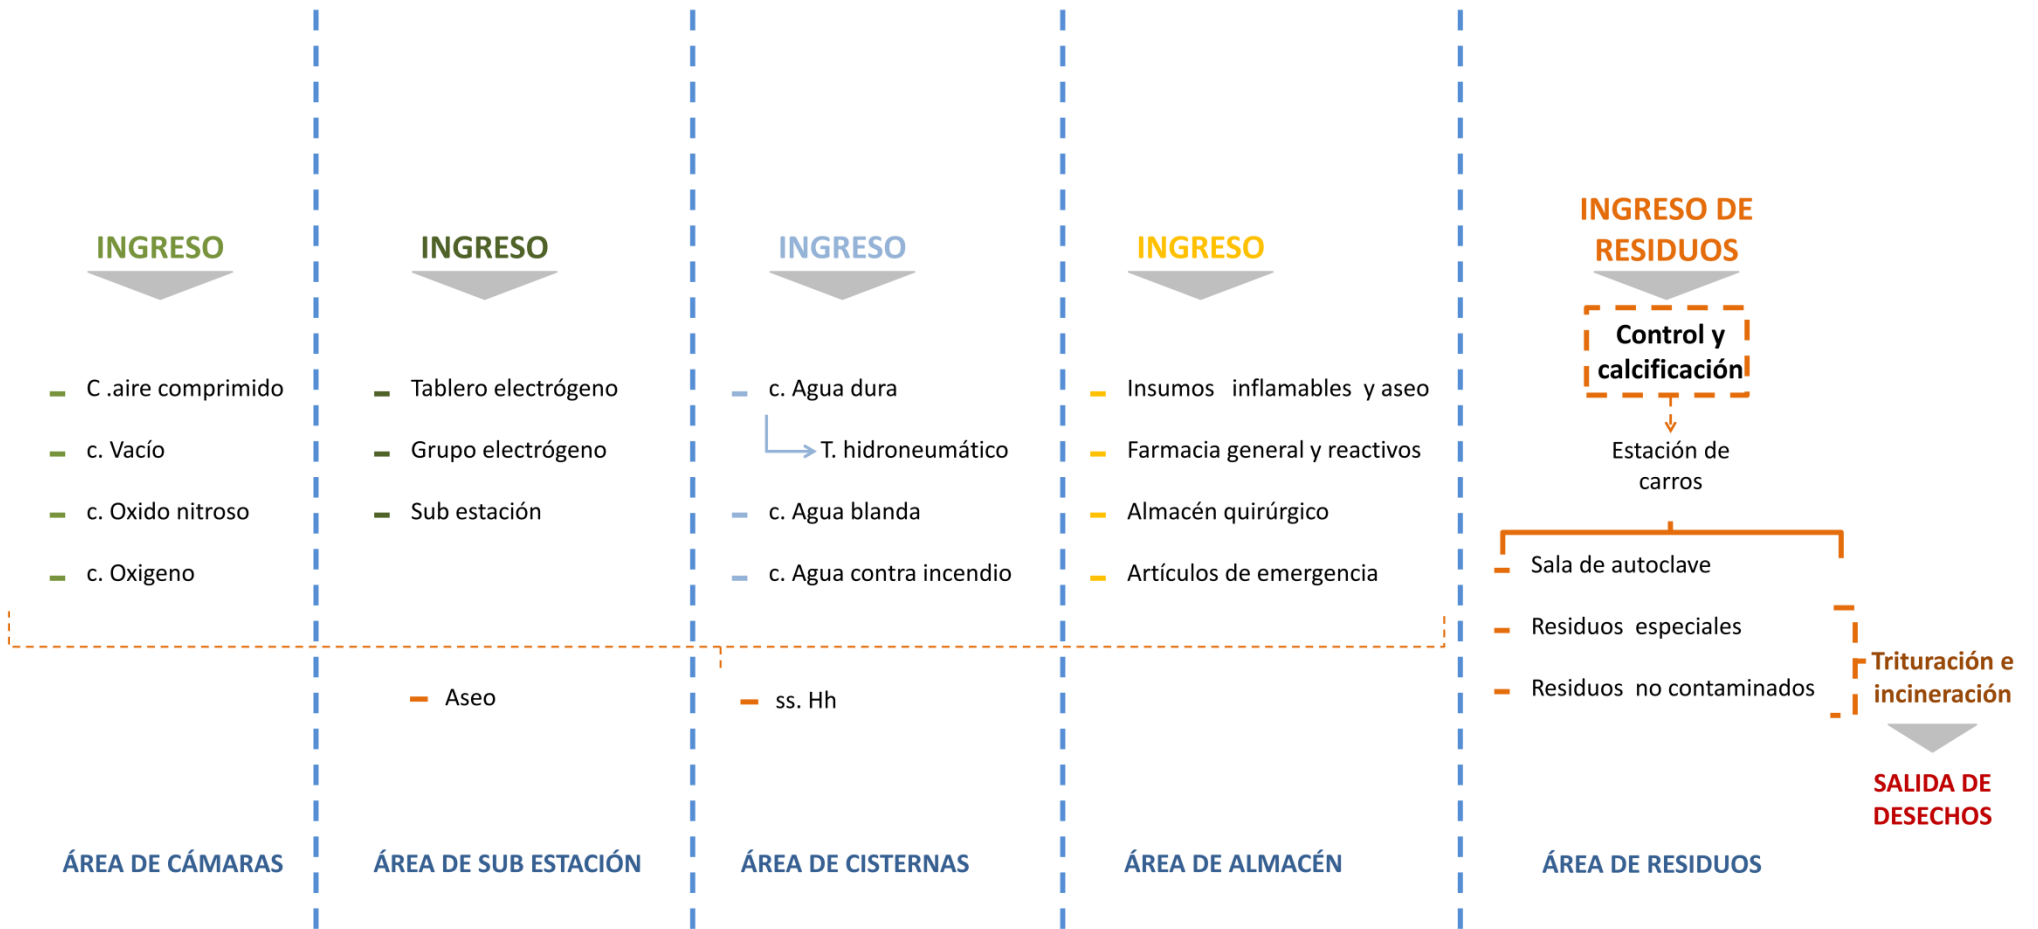 INGRESO
C .aire comprimido
c. Vacío
c. Oxido nitroso
c. Oxigeno
ÁREA DE CÁMARAS
INGRESO
Tablero electrógeno
Grupo electrógeno
Sub estación
Aseo
ÁREA DE SUB ESTACIÓN
INGRESO
c. Agua dura
T. hidroneumático
c. Agua blanda
c. Agua contra incendio
ss. Hh
ÁREA DE CISTERNAS
INGRESO
Insumos inflamables y aseo
Farmacia general y reactivos
Almacén quirúrgico
Artículos de emergencia
ÁREA DE ALMACÉN
INGRESO DE
RESIDUOS
Control y
calcificación
Estación de
carros
Sala de autoclave
Residuos especiales
Residuos no contaminados
Trituración e
incineración
SALIDA DE
DESECHOS
ÁREA DE RESIDUOS